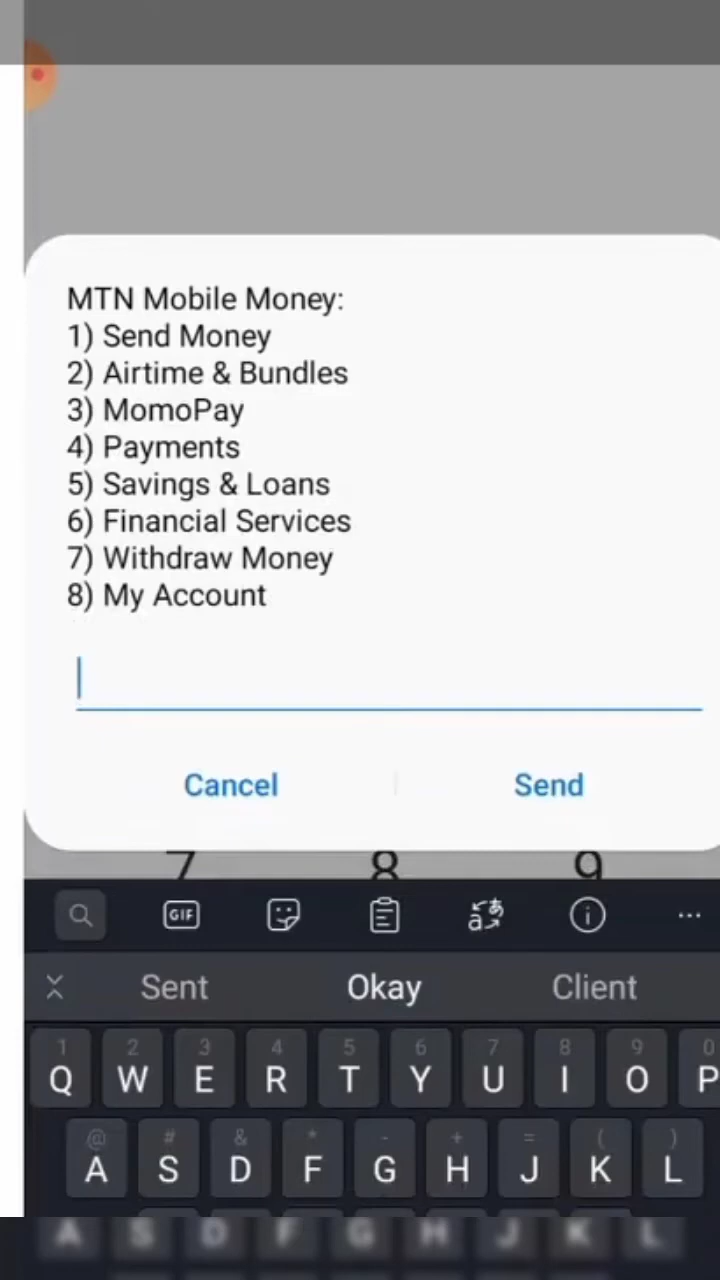 MTN Mobile Money:
1) Send Money
2) Airtime & Bundles
3) MomoPay
4) Payments
5) Savings & Loans
6) Financial Services
7) Withdraw Money
8) My Account
Cancel Send
7 8 9
GIF
Sent Okay Client
1 2 3 4 5 6 7 8 9 0
Q W E R T Y U I O P
@ # & * - + = ( )
A S D F G H J K L
A S D F G H J K L